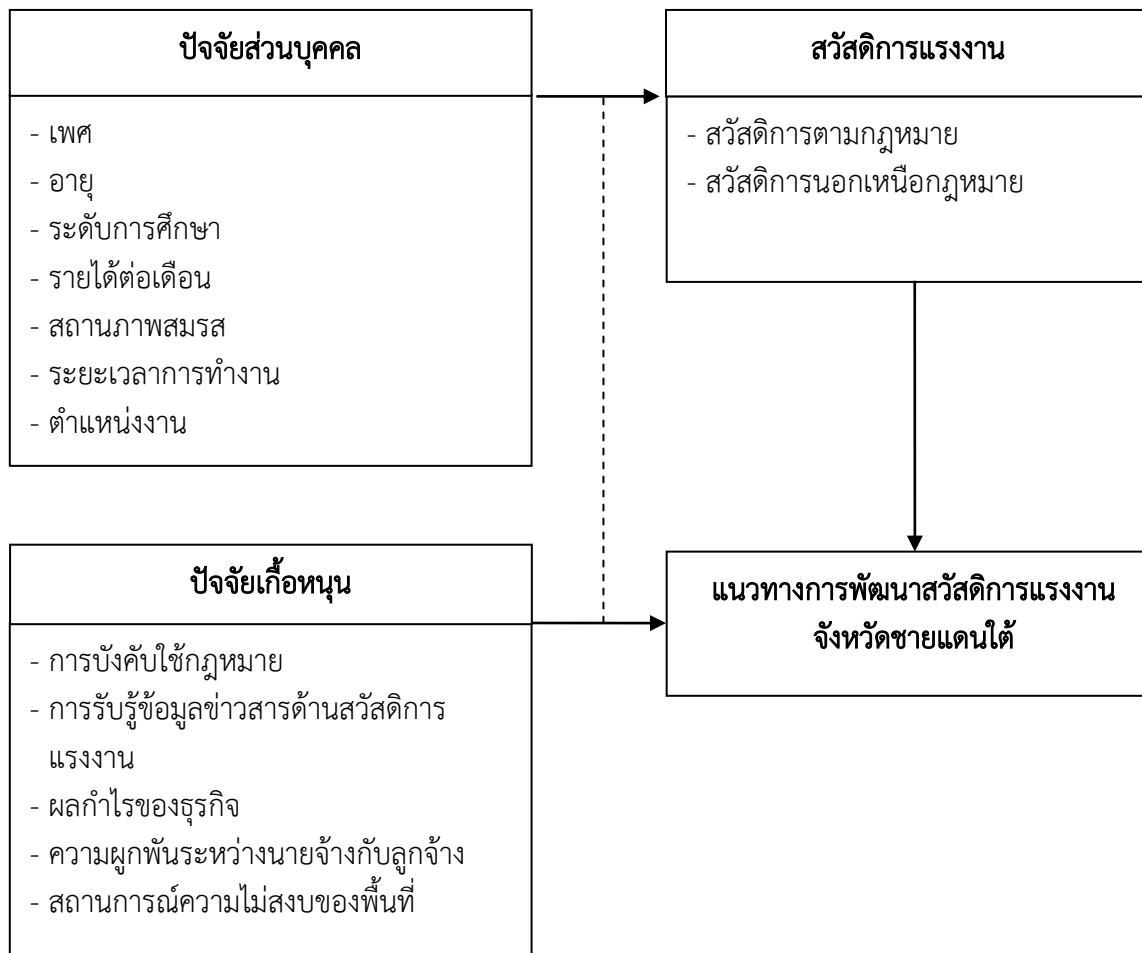 ปัจจัยส่วนบุคคล
- เพศ
- อายุ
- ระดับการศึกษา
- รายได้ต่อเดือน
- สถานภาพสมรส
- ระยะเวลาการทำงาน
- ตำแหน่งงาน
สวัสดิการแรงงาน
- สวัสดิการตามกฎหมาย
- สวัสดิการนอกเหนือกฎหมาย
ปัจจัยเกื้อหนุน
- การบังคับใช้กฎหมาย
- การรับรู้ข้อมูลข่าวสารด้านสวัสดิการ
แรงงาน
- ผลกำไรของธุรกิจ
- ความผูกพันระหว่างนายจ้างกับลูกจ้าง
- สถานการณ์ความไม่สงบของพื้นที่
แนวทางการพัฒนาสวัสดิการแรงงาน
จังหวัดชายแดนใต้